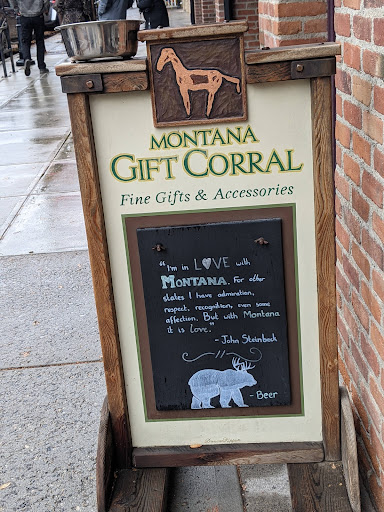 MONTANA
GIFT CORRAL
Fine Gifts & Accessories
"I'm in LOVE with
MONTANA. For other
states I have admiration,
respect, recognition, even some
affection. But with Montana
it is love."
- John Steinbeck
- Beer